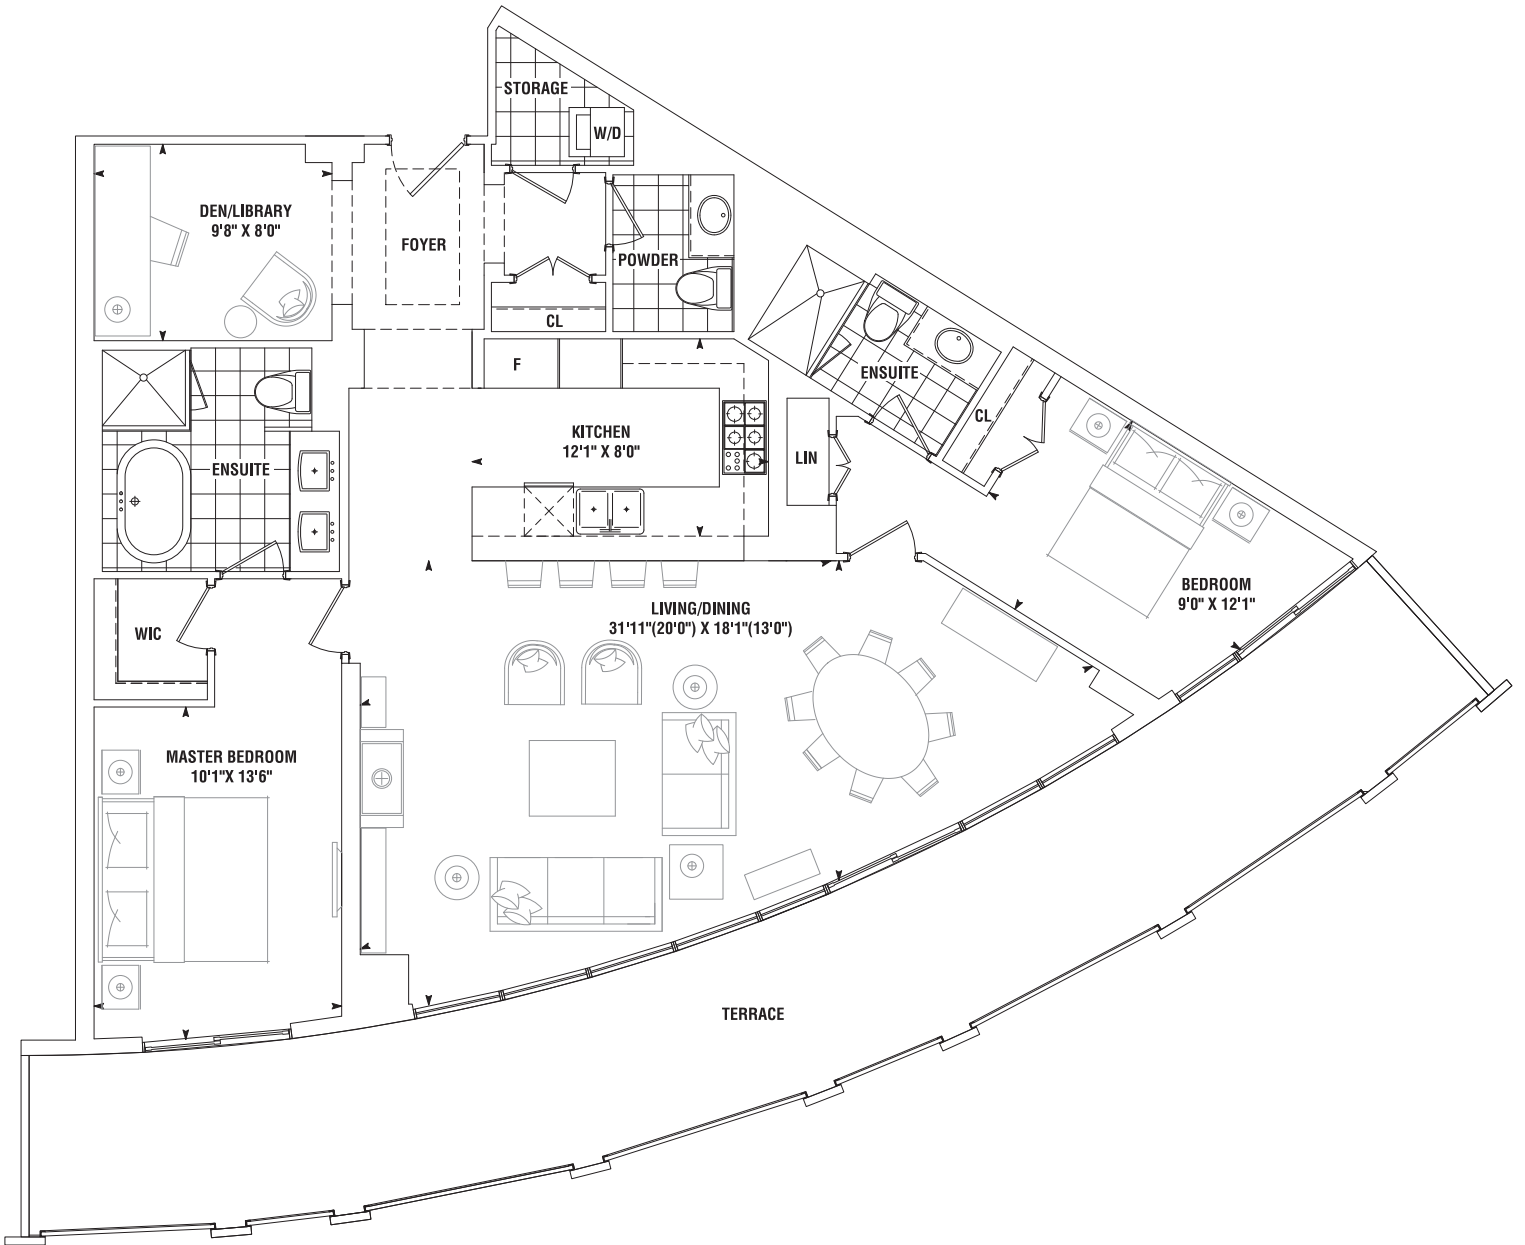 STORAGE
W/D
DEN/LIBRARY
9'8" X 8'0"
FOYER
POWDER
CL
F
ENSUITE
CL
KITCHEN
12'1" X 8'0"
LIN
ENSUITE
BEDROOM
9'0" X 12'1"
LIVING/DINING
31'11"(20'0") X 18'1"(13'0")
WIC
MASTER BEDROOM
10'1"X 13'6"
TERRACE